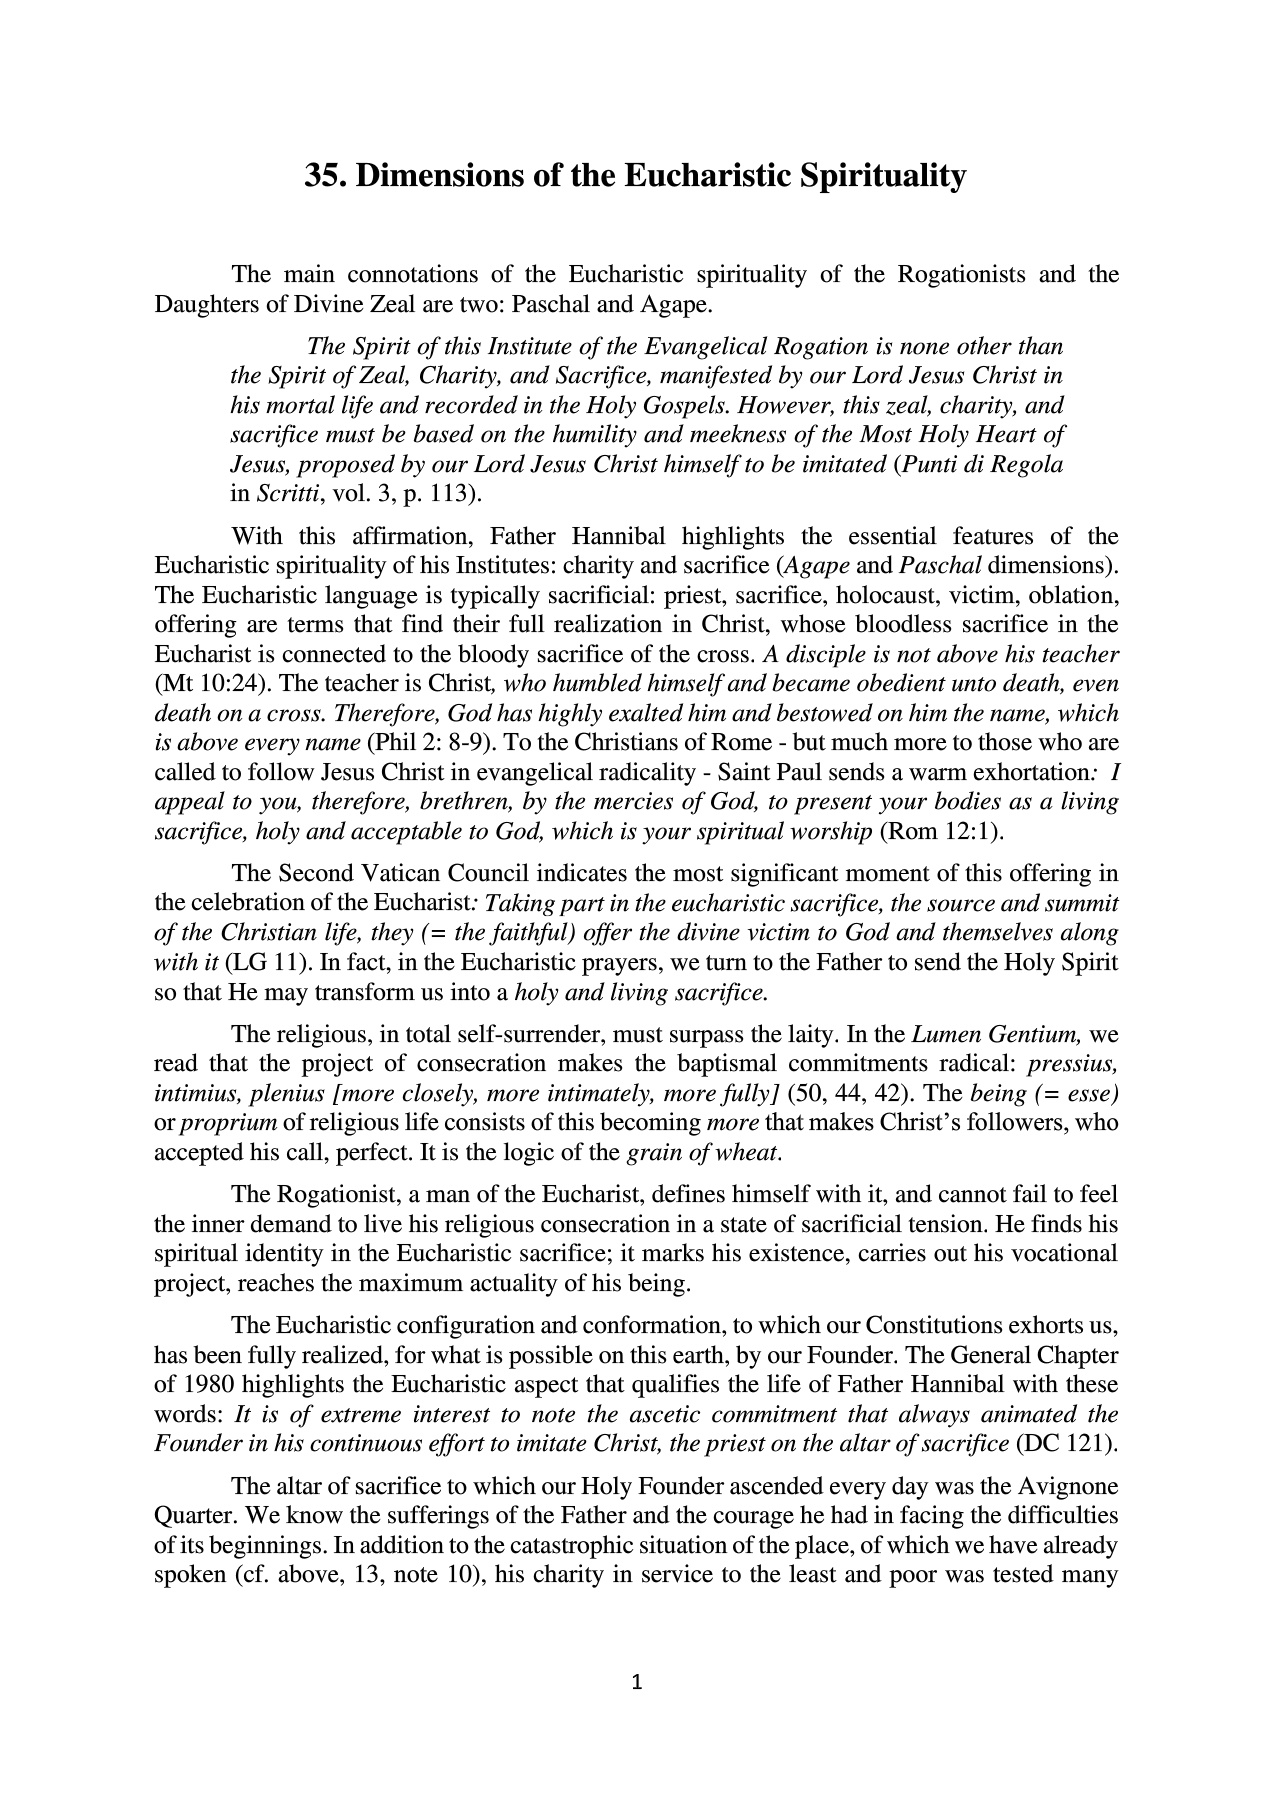 35. Dimensions of the Eucharistic Spirituality
The main connotations of the Eucharistic spirituality of the Rogationists and the
Daughters of Divine Zeal are two: Paschal and Agape.
The Spirit of this Institute of the Evangelical Rogation is none other than
the Spirit of Zeal, Charity, and Sacrifice, manifested by our Lord Jesus Christ in
his mortal life and recorded in the Holy Gospels. However, this zeal, charity, and
sacrifice must be based on the humility and meekness of the Most Holy Heart of
Jesus, proposed by our Lord Jesus Christ himself to be imitated (Punti di Regola
in Scritti, vol. 3, p. 113).
With this affirmation, Father Hannibal highlights the essential features of the
Eucharistic spirituality of his Institutes: charity and sacrifice (Agape and Paschal dimensions).
The Eucharistic language is typically sacrificial: priest, sacrifice, holocaust, victim, oblation,
offering are terms that find their full realization in Christ, whose bloodless sacrifice in the
Eucharist is connected to the bloody sacrifice of the cross. A disciple is not above his teacher
(Mt 10:24). The teacher is Christ, who humbled himself and became obedient unto death, even
death on a cross. Therefore, God has highly exalted him and bestowed on him the name, which
is above every name (Phil 2: 8-9). To the Christians of Rome - but much more to those who are
called to follow Jesus Christ in evangelical radicality - Saint Paul sends a warm exhortation: I
appeal to you, therefore, brethren, by the mercies of God, to present your bodies as a living
sacrifice, holy and acceptable to God, which is your spiritual worship (Rom 12:1).
The Second Vatican Council indicates the most significant moment of this offering in
the celebration of the Eucharist: Taking part in the eucharistic sacrifice, the source and summit
of the Christian life, they (= the faithful) offer the divine victim to God and themselves along
with it (LG 11). In fact, in the Eucharistic prayers, we turn to the Father to send the Holy Spirit
so that He may transform us into a holy and living sacrifice.
The religious, in total self-surrender, must surpass the laity. In the Lumen Gentium, we
read that the project of consecration makes the baptismal commitments radical: pressius,
intimius, plenius [more closely, more intimately, more fully] (50, 44, 42). The being (= esse)
or proprium of religious life consists of this becoming more that makes Christ’s followers, who
accepted his call, perfect. It is the logic of the grain of wheat.
The Rogationist, a man of the Eucharist, defines himself with it, and cannot fail to feel
the inner demand to live his religious consecration in a state of sacrificial tension. He finds his
spiritual identity in the Eucharistic sacrifice; it marks his existence, carries out his vocational
project, reaches the maximum actuality of his being.
The Eucharistic configuration and conformation, to which our Constitutions exhorts us,
has been fully realized, for what is possible on this earth, by our Founder. The General Chapter
of 1980 highlights the Eucharistic aspect that qualifies the life of Father Hannibal with these
words: It is of extreme interest to note the ascetic commitment that always animated the
Founder in his continuous effort to imitate Christ, the priest on the altar of sacrifice (DC 121).
The altar of sacrifice to which our Holy Founder ascended every day was the Avignone
Quarter. We know the sufferings of the Father and the courage he had in facing the difficulties
of its beginnings. In addition to the catastrophic situation of the place, of which we have already
spoken (cf. above, 13, note 10), his charity in service to the least and poor was tested many
1